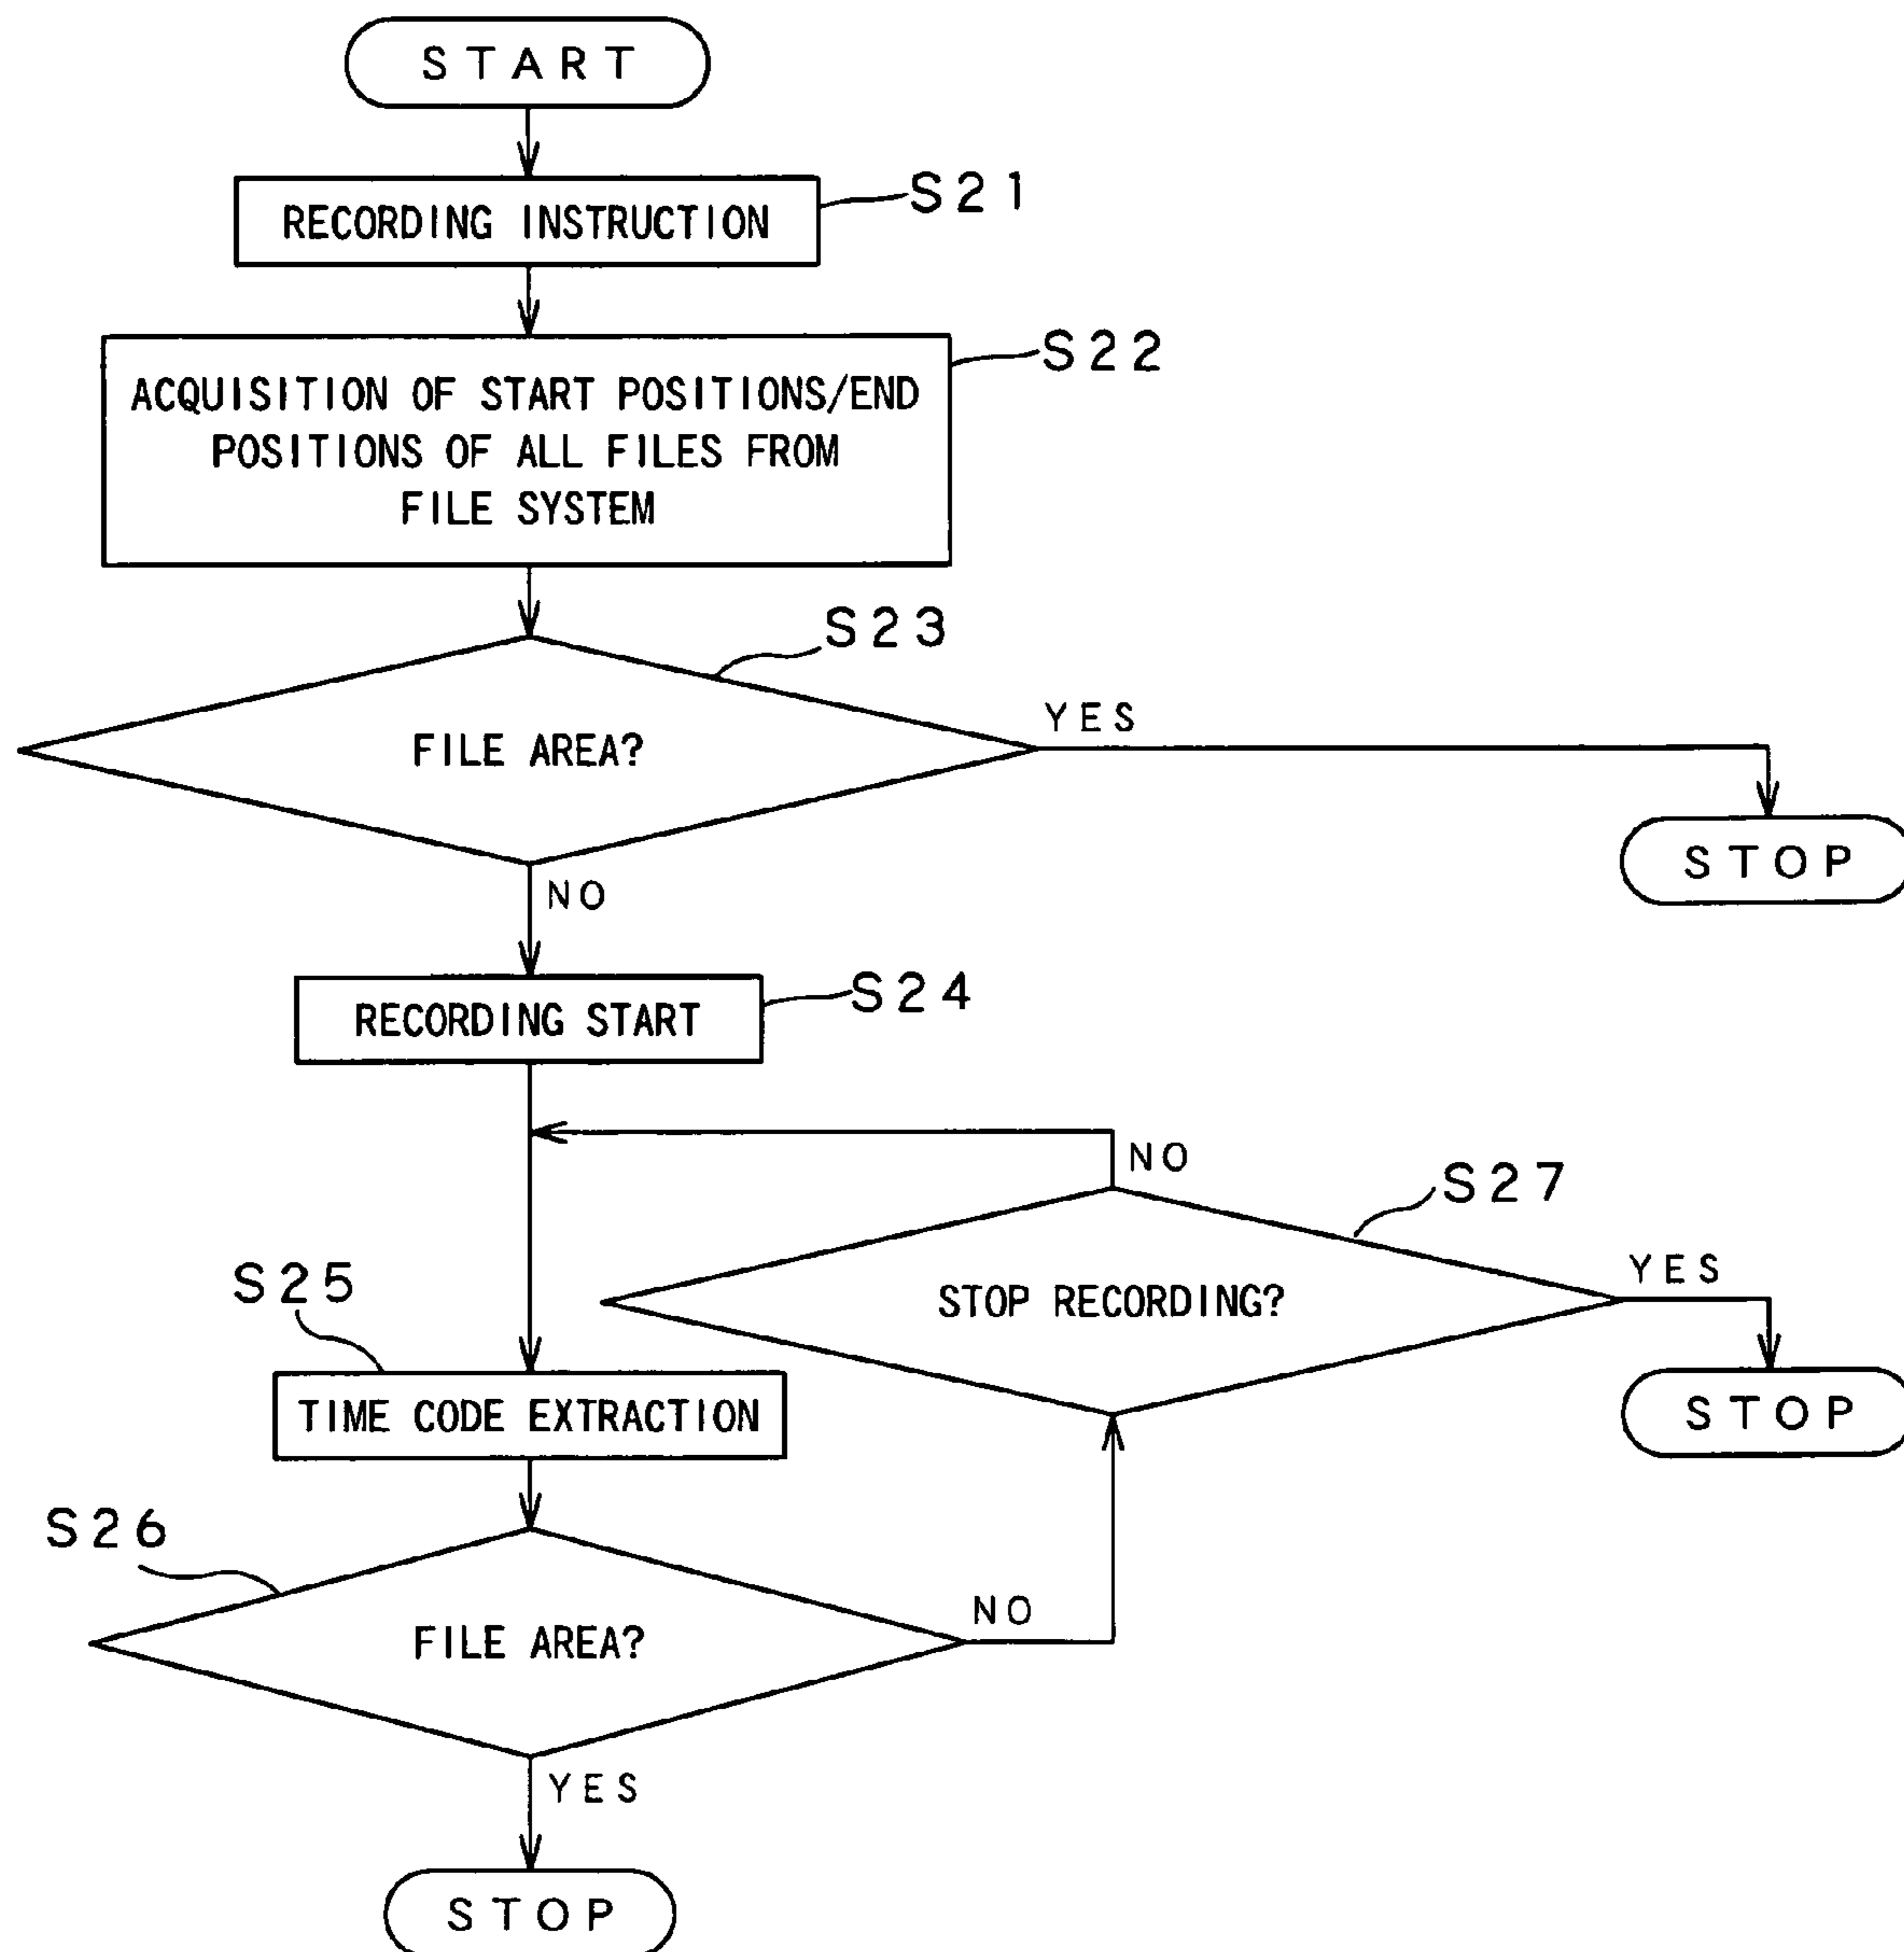 START
RECORDING INSTRUCTION
S21
ACQUISITION OF START POSITIONS/END
POSITIONS OF ALL FILES FROM
FILE SYSTEM
S22
S23
FILE AREA?
YES
STOP
NO
RECORDING START
S24
NO
S27
STOP RECORDING?
YES
STOP
S25
TIME CODE EXTRACTION
S26
FILE AREA?
NO
YES
STOP